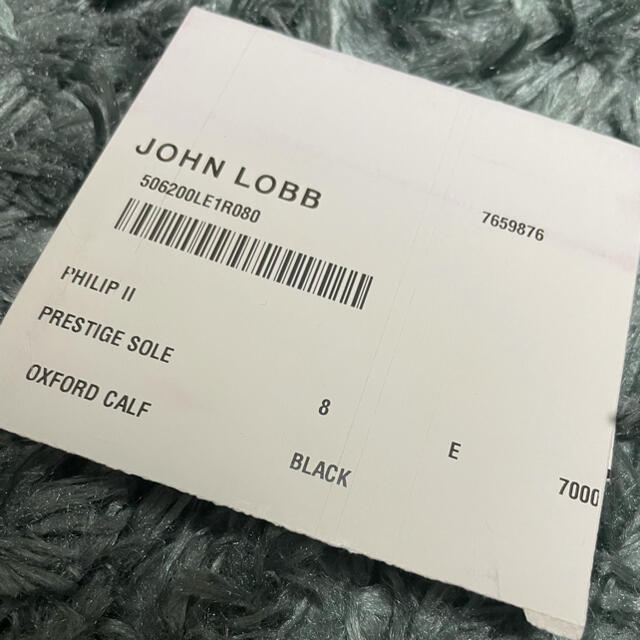 JOHN LOBB
506200LE1R080 7659876
PHILIP II
PRESTIGE SOLE 8 E 7000
OXFORD CALF BLACK